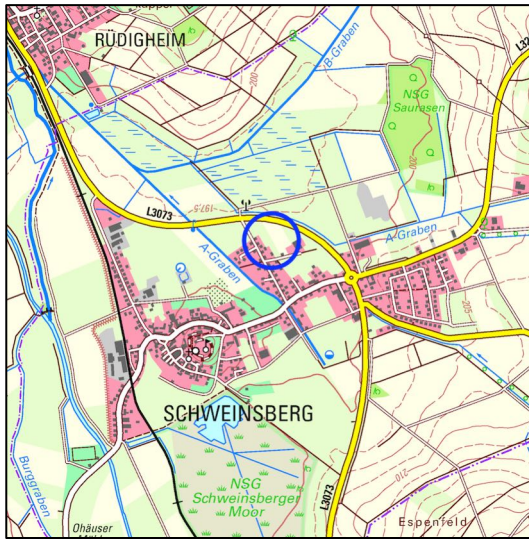 RÜDIGHEIM
B-Graben
200
NSG
Saurasen
200
L3073
197,5
A-Graben
A-Graben
205
SCHWEINSBERG
NSG
Schweinsberger
Moor
Burggraben
210
L3073
Ohäuser
Espenfeld